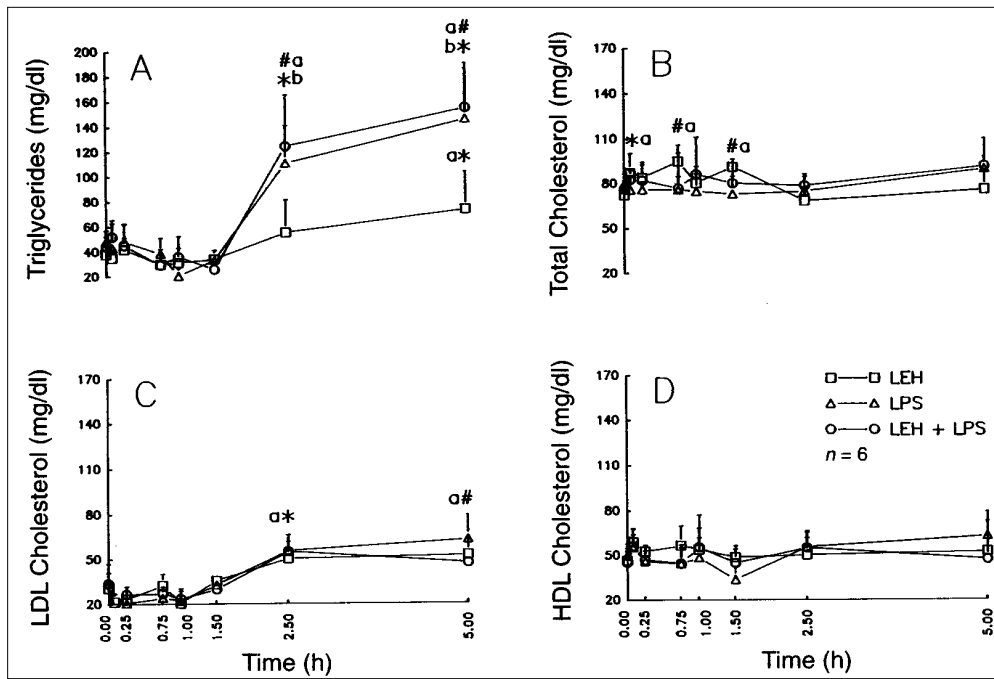 A
Triglycerides (mg/dl)
200
180
160
140
120
100
80
60
40
20
#a
*b
a#
b*
a*
B
Total Cholesterol (mg/dl)
170
140
110
80
50
20
*a
#a
#a
C
LDL Cholesterol (mg/dl)
170
140
110
80
50
20
a*
a#
0.00
0.25
0.75
1.00
1.50
2.50
5.00
Time (h)
D
HDL Cholesterol (mg/dl)
170
140
110
80
50
20
LEH
LPS
LEH + LPS
n = 6
0.00
0.25
0.75
1.00
1.50
2.50
5.00
Time (h)